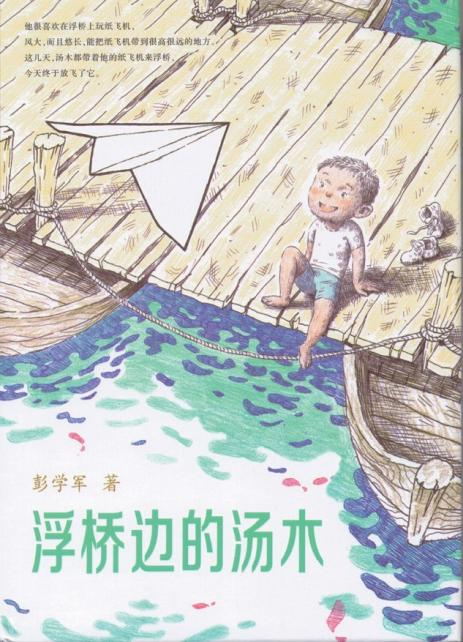 他很喜欢在浮桥上玩纸飞机，
风大，而且悠长，能把纸飞机带到很高很远的地方。
这几天，汤木都带着他的纸飞机来浮桥，
今天终于放飞了它。
彭学军 著
浮桥边的汤木